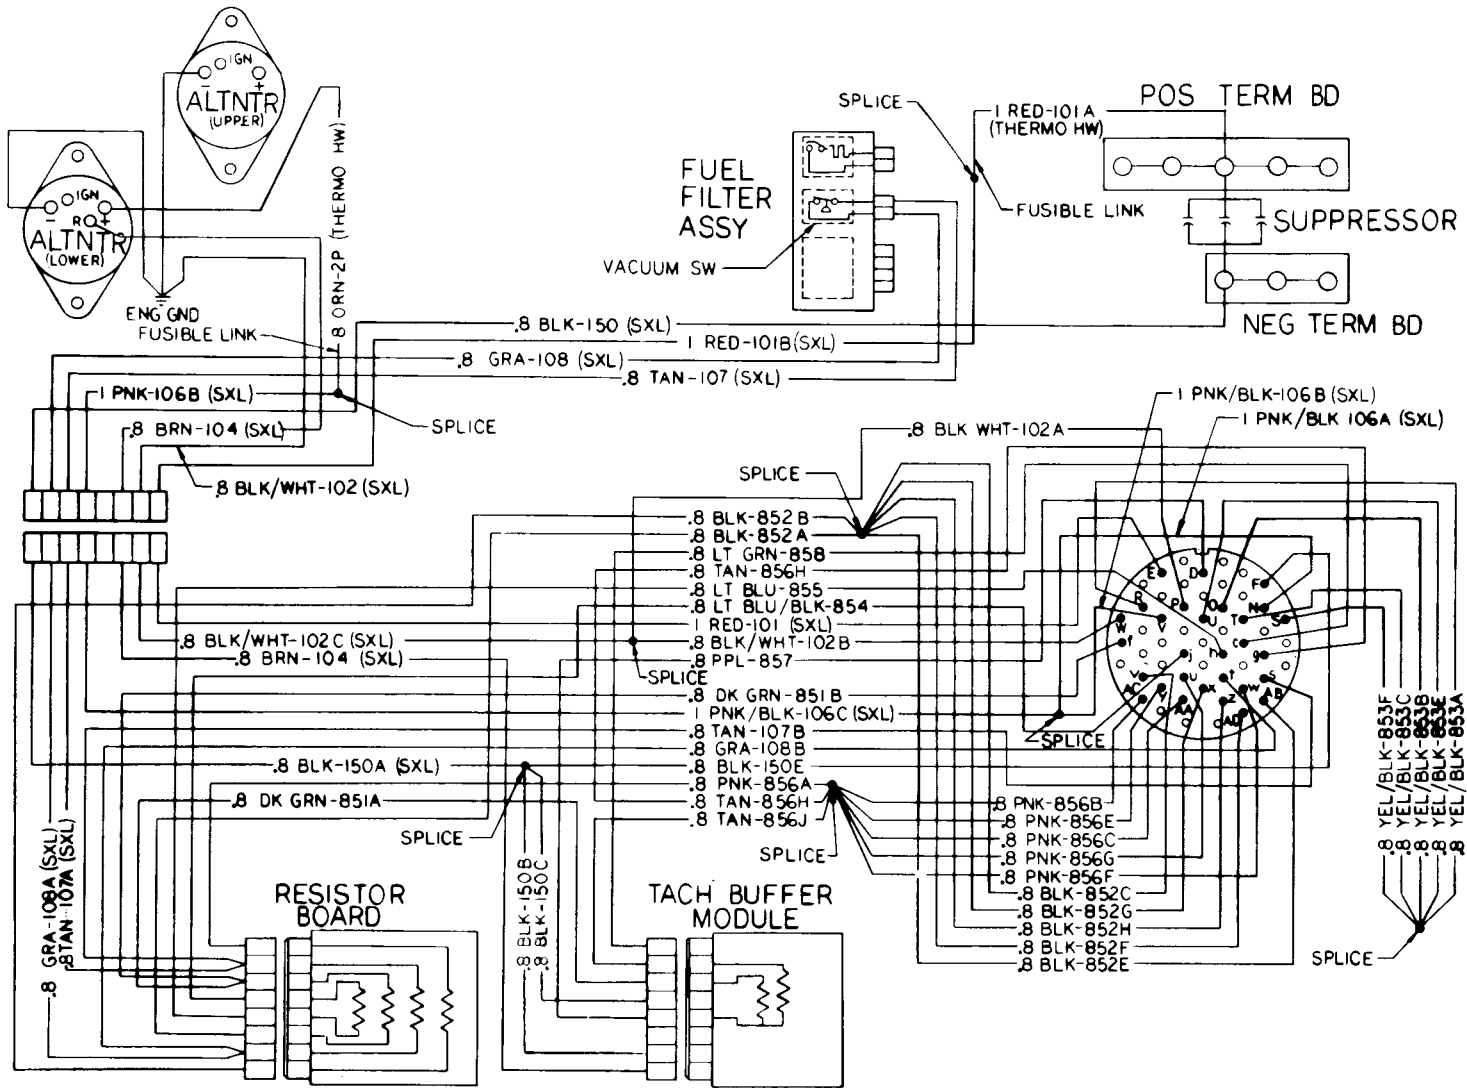 IGN
- +
ALTNTR
(UPPER)
IGN
- R +
ALTNTR
(LOWER)
ENG GND
FUSIBLE LINK
.8 ORN-2P (THERMO HW)
FUEL
FILTER
ASSY
VACUUM SW
SPLICE
1 RED-101A
(THERMO HW)
FUSIBLE LINK
POS TERM BD
SUPPRESSOR
NEG TERM BD
.8 BLK-150 (SXL)
1 RED-101B(SXL)
.8 GRA-108 (SXL)
.8 TAN-107 (SXL)
1 PNK-106B (SXL)
.8 BRN-104 (SXL)
SPLICE
.8 BLK/WHT-102 (SXL)
1 PNK/BLK-106B (SXL)
1 PNK/BLK 106A (SXL)
.8 BLK WHT-102A
SPLICE
.8 BLK-852B
.8 BLK-852A
.8 LT GRN-858
.8 TAN-856H
.8 LT BLU-855
.8 LT BLU/BLK-854
1 RED-101 (SXL)
.8 BLK/WHT-102C (SXL)
.8 BLK/WHT-102B
.8 BRN-104 (SXL)
.8 PPL-857
SPLICE
.8 DK GRN-851B
1 PNK/BLK-106C (SXL)
.8 TAN-107B
SPLICE
.8 GRA-108B
.8 BLK-150A (SXL)
.8 BLK-150E
.8 PNK-856A
.8 DK GRN-851A
.8 TAN-856H
.8 TAN-856J
SPLICE
SPLICE
E D F
R P O N
W V U T S
f c
j h g
v u t s
AC y x w AB
AA z AD
.8 PNK-856B
.8 PNK-856E
.8 PNK-856C
.8 PNK-856G
.8 PNK-856F
.8 BLK-852C
.8 BLK-852G
.8 BLK-852H
.8 BLK-852F
.8 BLK-852E
.8 YEL/BLK-853F
.8 YEL/BLK-853C
.8 YEL/BLK-853B
.8 YEL/BLK-853E
.8 YEL/BLK-853A
SPLICE
.8 GRA-108A (SXL)
.8 TAN-107A (SXL)
.8 BLK-150B
.8 BLK-150C
RESISTOR
BOARD
TACH BUFFER
MODULE